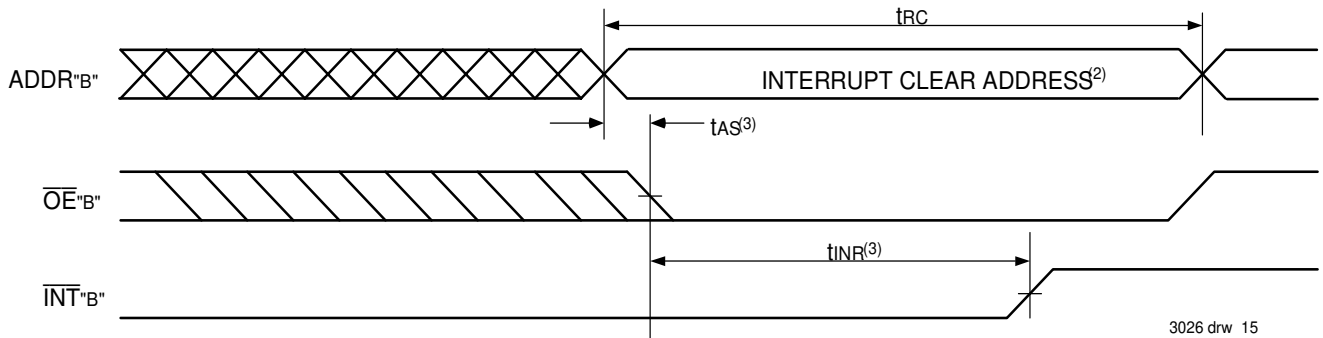 tRC
ADDR"B"
INTERRUPT CLEAR ADDRESS(2)
tAS(3)
OE"B"
tINR(3)
INT"B"
3026 drw 15